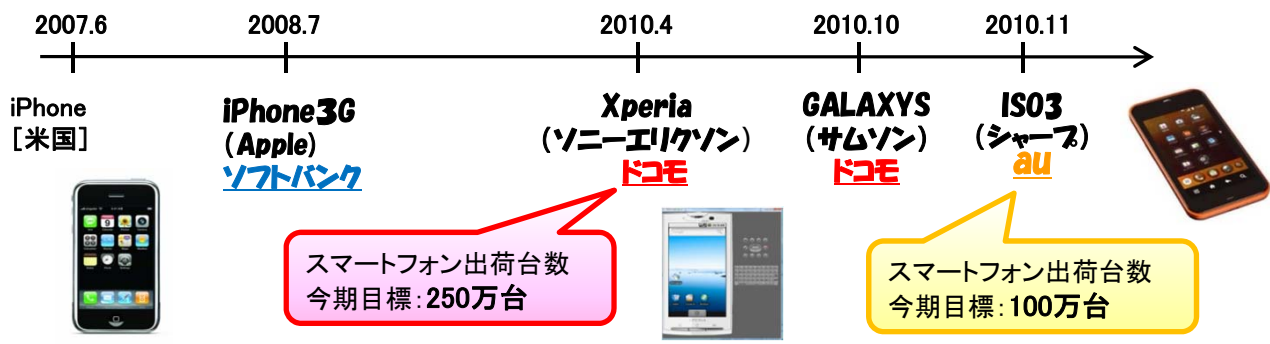 2007.6
2008.7
2010.4
2010.10
2010.11
iPhone
[米国]
iPhone3G
(Apple)
ソフトバンク
Xperia
(ソニーエリクソン)
ドコモ
GALAXYS
(サムソン)
ドコモ
IS03
(シャープ)
au
スマートフォン出荷台数
今期目標:250万台
スマートフォン出荷台数
今期目標:100万台